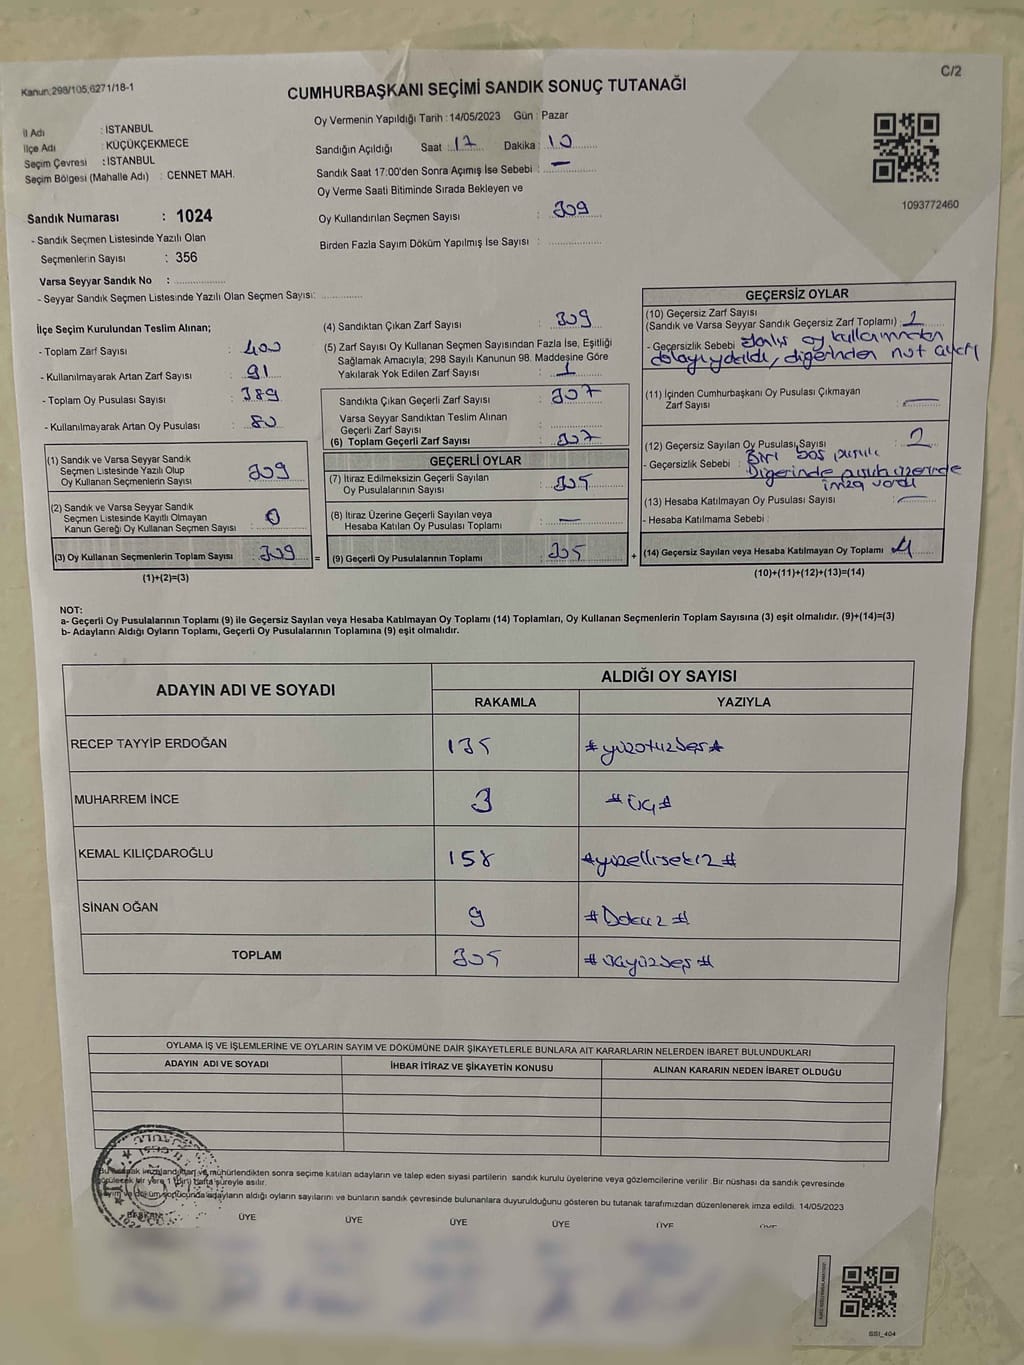 Kanun;298/105,6271/18-1
C/2
CUMHURBAŞKANI SEÇİMİ SANDIK SONUÇ TUTANAĞI
İl Adı : İSTANBUL
İlçe Adı : KÜÇÜKÇEKMECE
Seçim Çevresi : İSTANBUL
Seçim Bölgesi (Mahalle Adı) : CENNET MAH.
Oy Vermenin Yapıldığı Tarih : 14/05/2023 Gün : Pazar
Sandığın Açıldığı Saat : 17 Dakika : 10
Sandık Saat 17:00'den Sonra Açımış İse Sebebi : —
Oy Verme Saati Bitiminde Sırada Bekleyen ve
Oy Kullandırılan Seçmen Sayısı : 309
Birden Fazla Sayım Döküm Yapılmış İse Sayısı :
1093772460
Sandık Numarası : 1024
- Sandık Seçmen Listesinde Yazılı Olan
Seçmenlerin Sayısı : 356
Varsa Seyyar Sandık No :
- Seyyar Sandık Seçmen Listesinde Yazılı Olan Seçmen Sayısı:
İlçe Seçim Kurulundan Teslim Alınan;
- Toplam Zarf Sayısı : 400
- Kullanılmayarak Artan Zarf Sayısı : 91
- Toplam Oy Pusulası Sayısı : 389
- Kullanılmayarak Artan Oy Pusulası : 80
(1) Sandık ve Varsa Seyyar Sandık
Seçmen Listesinde Yazılı Olup
Oy Kullanan Seçmenlerin Sayısı : 309
(2) Sandık ve Varsa Seyyar Sandık
Seçmen Listesinde Kayıtlı Olmayan
Kanun Gereği Oy Kullanan Seçmen Sayısı : 0
(3) Oy Kullanan Seçmenlerin Toplam Sayısı : 309 =
(1)+(2)=(3)
(4) Sandıktan Çıkan Zarf Sayısı : 309
(5) Zarf Sayısı Oy Kullanan Seçmen Sayısından Fazla İse, Eşitliği
Sağlamak Amacıyla, 298 Sayılı Kanunun 98. Maddesine Göre
Yakılarak Yok Edilen Zarf Sayısı : 1
Sandıkta Çıkan Geçerli Zarf Sayısı : 307
Varsa Seyyar Sandıktan Teslim Alınan
Geçerli Zarf Sayısı :
(6) Toplam Geçerli Zarf Sayısı : 307
GEÇERLİ OYLAR
(7) İtiraz Edilmeksizin Geçerli Sayılan
Oy Pusulalarının Sayısı : 305
(8) İtiraz Üzerine Geçerli Sayılan veya
Hesaba Katılan Oy Pusulası Toplamı : —
(9) Geçerli Oy Pusulalarının Toplamı : 305 +
GEÇERSİZ OYLAR
(10) Geçersiz Zarf Sayısı
(Sandık ve Varsa Seyyar Sandık Geçersiz Zarf Toplamı) : 2
- Geçersizlik Sebebi : oy kullanımından
dolayı diğerinden not
(11) İçinden Cumhurbaşkanı Oy Pusulası Çıkmayan
Zarf Sayısı : —
(12) Geçersiz Sayılan Oy Pusulası Sayısı : 2
- Geçersizlik Sebebi : Biri boş pusula
Diğerinde pusula üzerinde
imza vardı
(13) Hesaba Katılmayan Oy Pusulası Sayısı : —
- Hesaba Katılmama Sebebi :
(14) Geçersiz Sayılan veya Hesaba Katılmayan Oy Toplamı : 4
(10)+(11)+(12)+(13)=(14)
NOT:
a- Geçerli Oy Pusulalarının Toplamı (9) ile Geçersiz Sayılan veya Hesaba Katılmayan Oy Toplamı (14) Toplamları, Oy Kullanan Seçmenlerin Toplam Sayısına (3) eşit olmalıdır. (9)+(14)=(3)
b- Adayların Aldığı Oyların Toplamı, Geçerli Oy Pusulalarının Toplamına (9) eşit olmalıdır.
ADAYIN ADI VE SOYADI ALDIĞI OY SAYISI
RAKAMLA YAZIYLA
RECEP TAYYİP ERDOĞAN 135 #yüzotuzbeş#
MUHARREM İNCE 3 #üç#
KEMAL KILIÇDAROĞLU 158 #yüzellisekiz#
SİNAN OĞAN 9 #Dokuz#
TOPLAM 305 #üçyüzbeş#
OYLAMA İŞ VE İŞLEMLERİNE VE OYLARIN SAYIM VE DÖKÜMÜNE DAİR ŞİKAYETLERLE BUNLARA AİT KARARLARIN NELERDEN İBARET BULUNDUKLARI
ADAYIN ADI VE SOYADI İHBAR İTİRAZ VE ŞİKAYETİN KONUSU ALINAN KARARIN NEDEN İBARET OLDUĞU
Bu tutanak imzalandıktan ve mühürlendikten sonra seçime katılan adayların ve talep eden siyasi partilerin sandık kurulu üyelerine veya gözlemcilerine verilir. Bir nüshası da sandık çevresinde
görülecek bir yere 1 (Bir) hafta süreyle asılır.
Sayım ve döküm sonucunda adayların aldığı oyların sayılarını ve bunların sandık çevresinde bulunanlara duyurulduğunu gösteren bu tutanak tarafımızdan düzenlenerek imza edildi. 14/05/2023
BAŞKAN ÜYE ÜYE ÜYE ÜYE ÜYE ÜYE
SSI_404